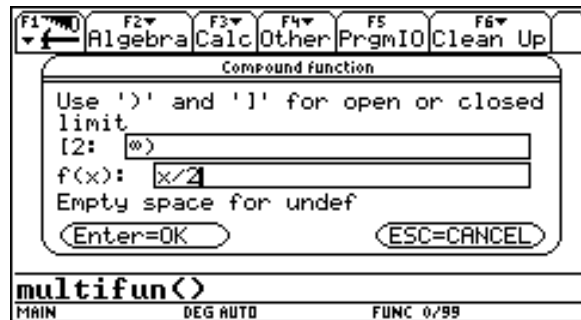 F1 F2 F3 F4 F5 F6
Algebra Calc Other PrgmIO Clean Up
Compound function
Use ')' and ']' for open or closed
limit
[2: ∞)
f(x): x/2
Empty space for undef
Enter=OK ESC=CANCEL
multifun()
MAIN DEG AUTO FUNC 0/99